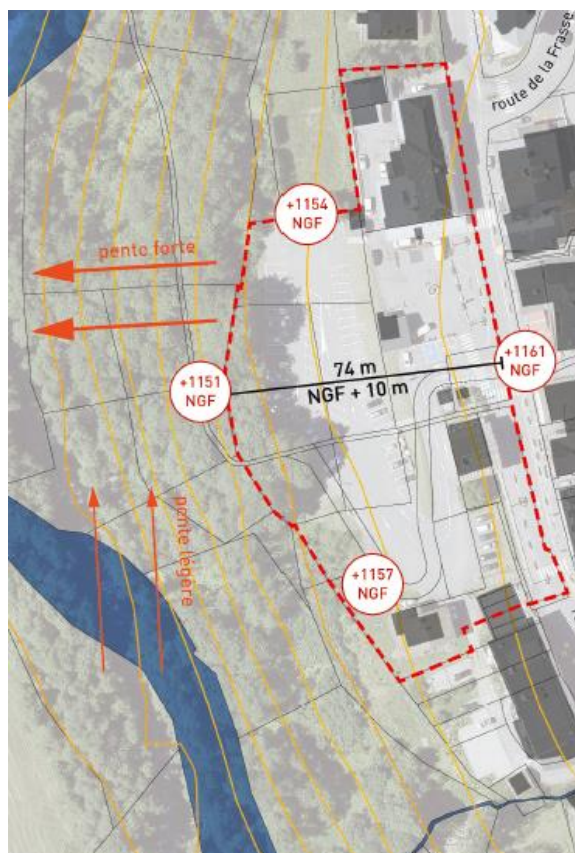 route de la Frasse
+1154
NGF
pente forte
+1161
NGF
74 m
NGF + 10 m
+1151
NGF
pente légère
+1157
NGF